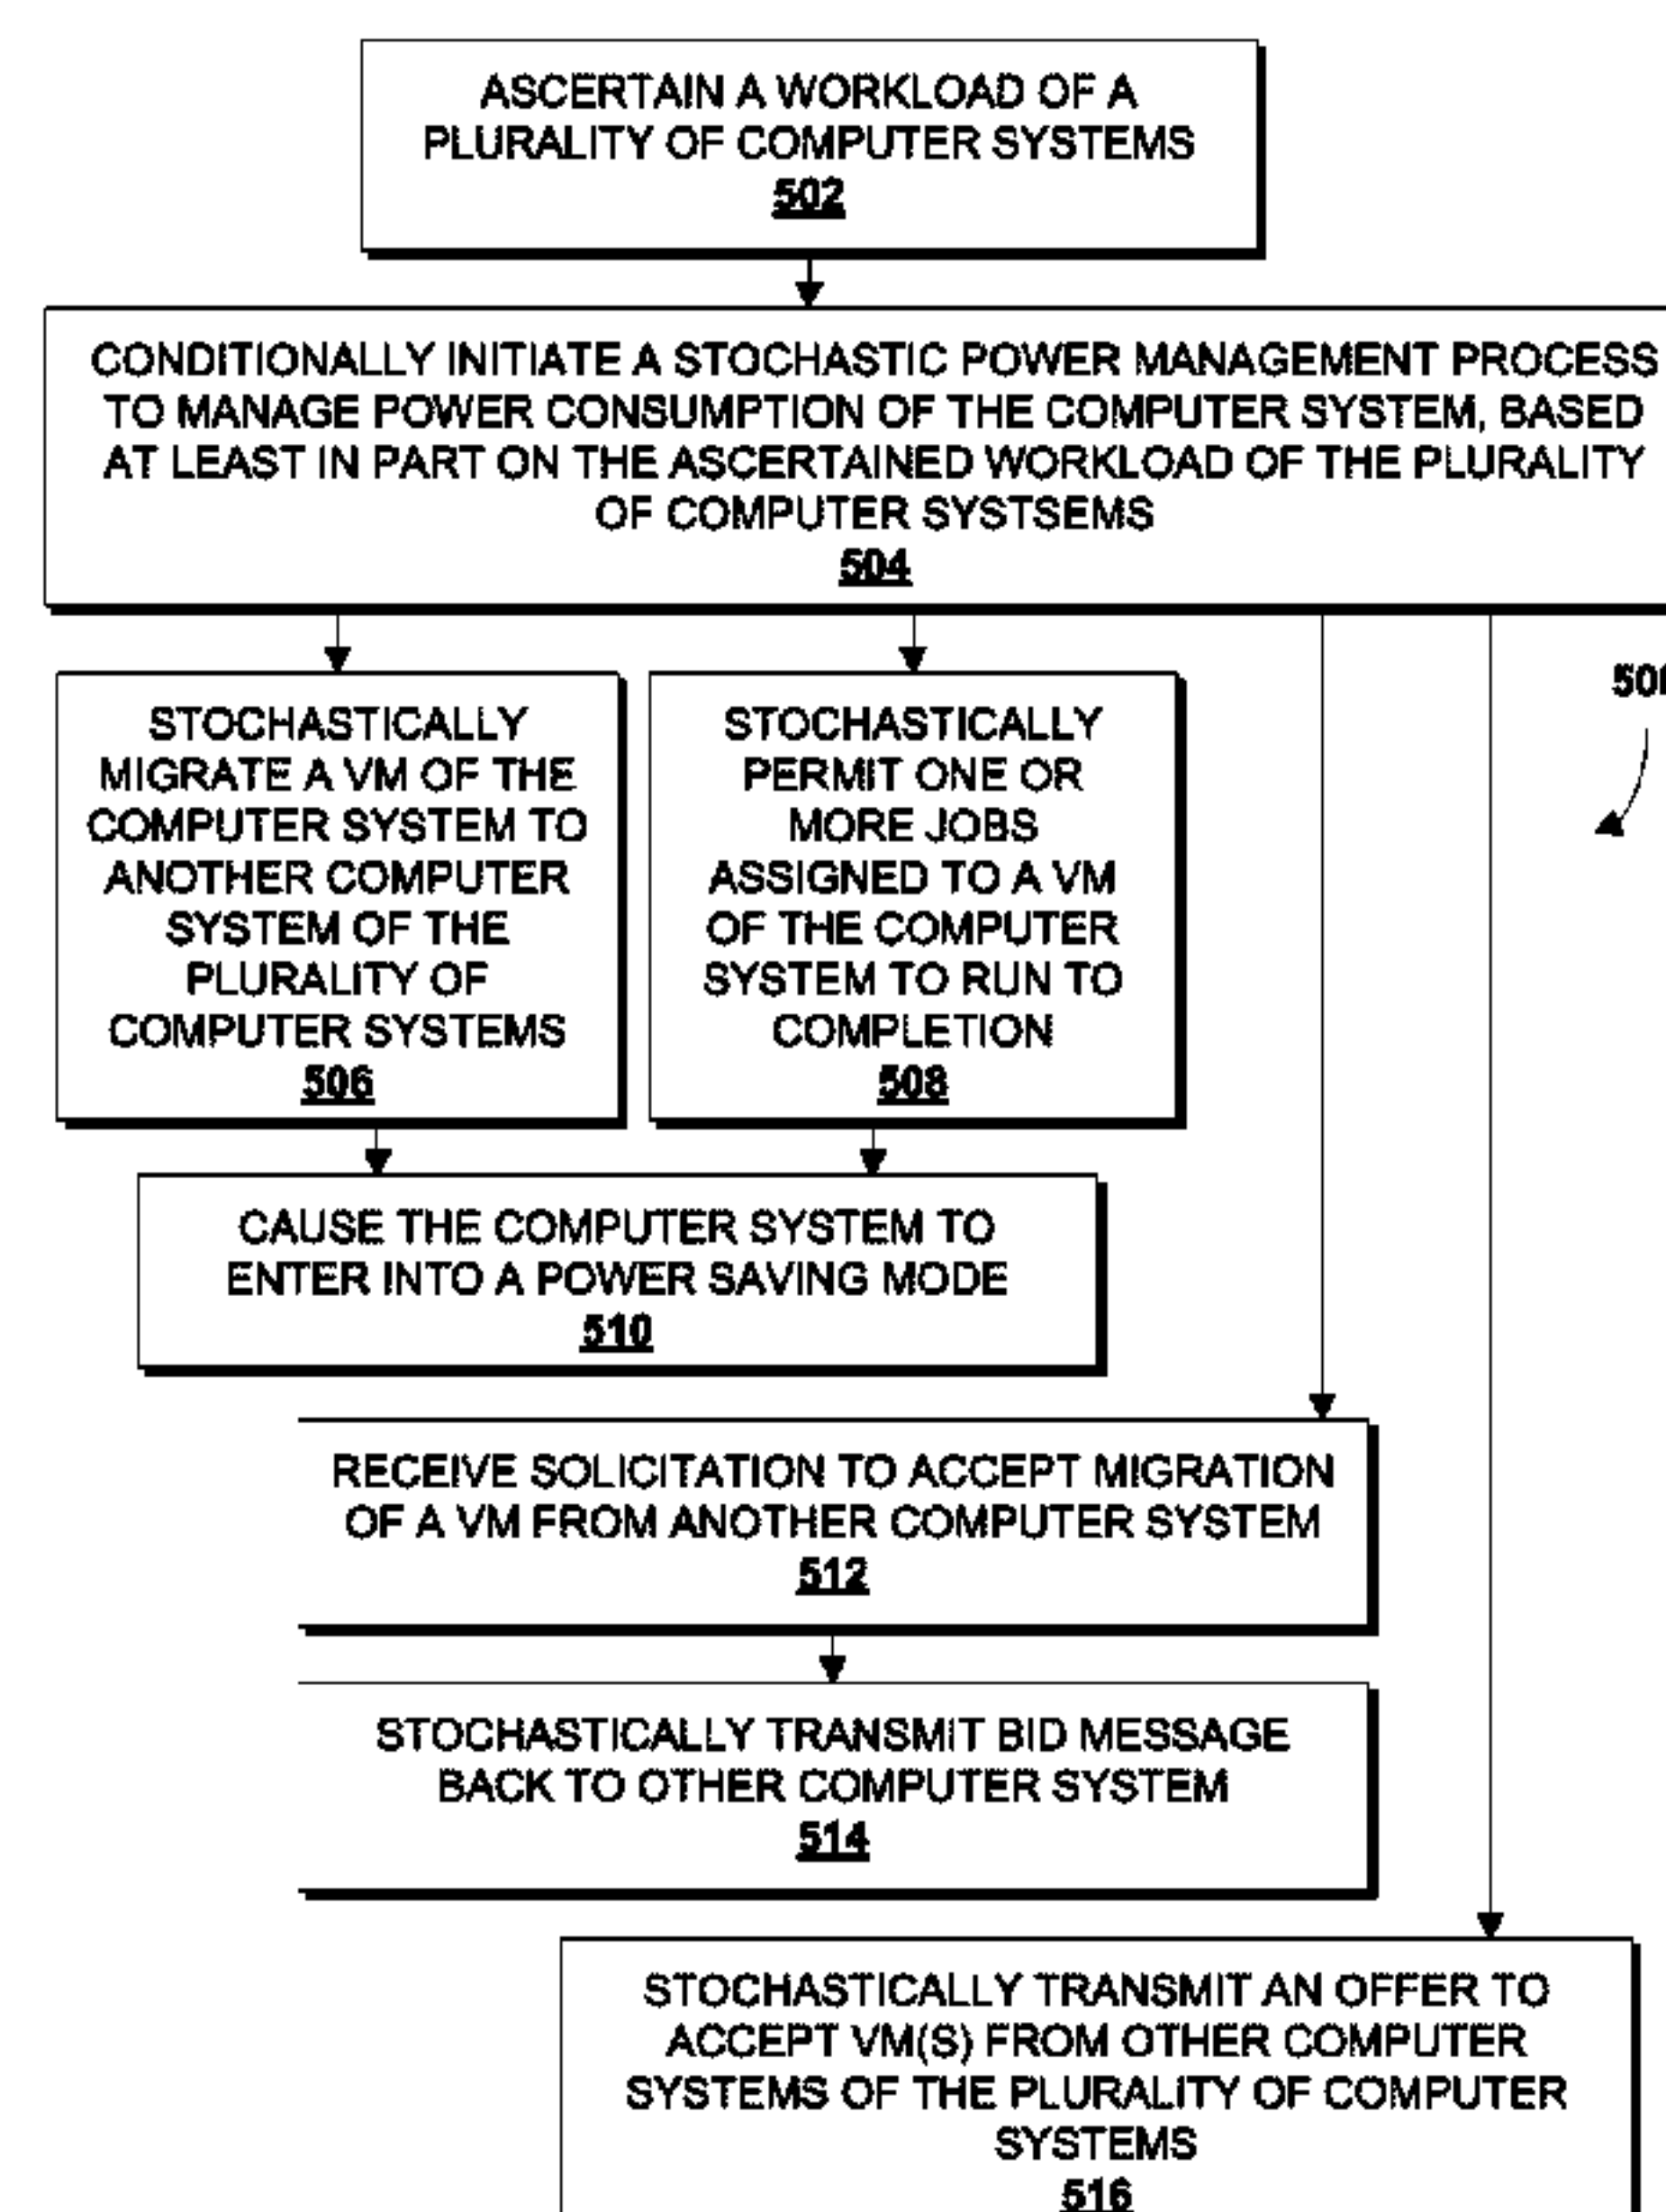 ASCERTAIN A WORKLOAD OF A
PLURALITY OF COMPUTER SYSTEMS
502
CONDITIONALLY INITIATE A STOCHASTIC POWER MANAGEMENT PROCESS
TO MANAGE POWER CONSUMPTION OF THE COMPUTER SYSTEM, BASED
AT LEAST IN PART ON THE ASCERTAINED WORKLOAD OF THE PLURALITY
OF COMPUTER SYSTSEMS
504
STOCHASTICALLY
MIGRATE A VM OF THE
COMPUTER SYSTEM TO
ANOTHER COMPUTER
SYSTEM OF THE
PLURALITY OF
COMPUTER SYSTEMS
506
STOCHASTICALLY
PERMIT ONE OR
MORE JOBS
ASSIGNED TO A VM
OF THE COMPUTER
SYSTEM TO RUN TO
COMPLETION
508
CAUSE THE COMPUTER SYSTEM TO
ENTER INTO A POWER SAVING MODE
510
RECEIVE SOLICITATION TO ACCEPT MIGRATION
OF A VM FROM ANOTHER COMPUTER SYSTEM
512
STOCHASTICALLY TRANSMIT BID MESSAGE
BACK TO OTHER COMPUTER SYSTEM
514
STOCHASTICALLY TRANSMIT AN OFFER TO
ACCEPT VM(S) FROM OTHER COMPUTER
SYSTEMS OF THE PLURALITY OF COMPUTER
SYSTEMS
516